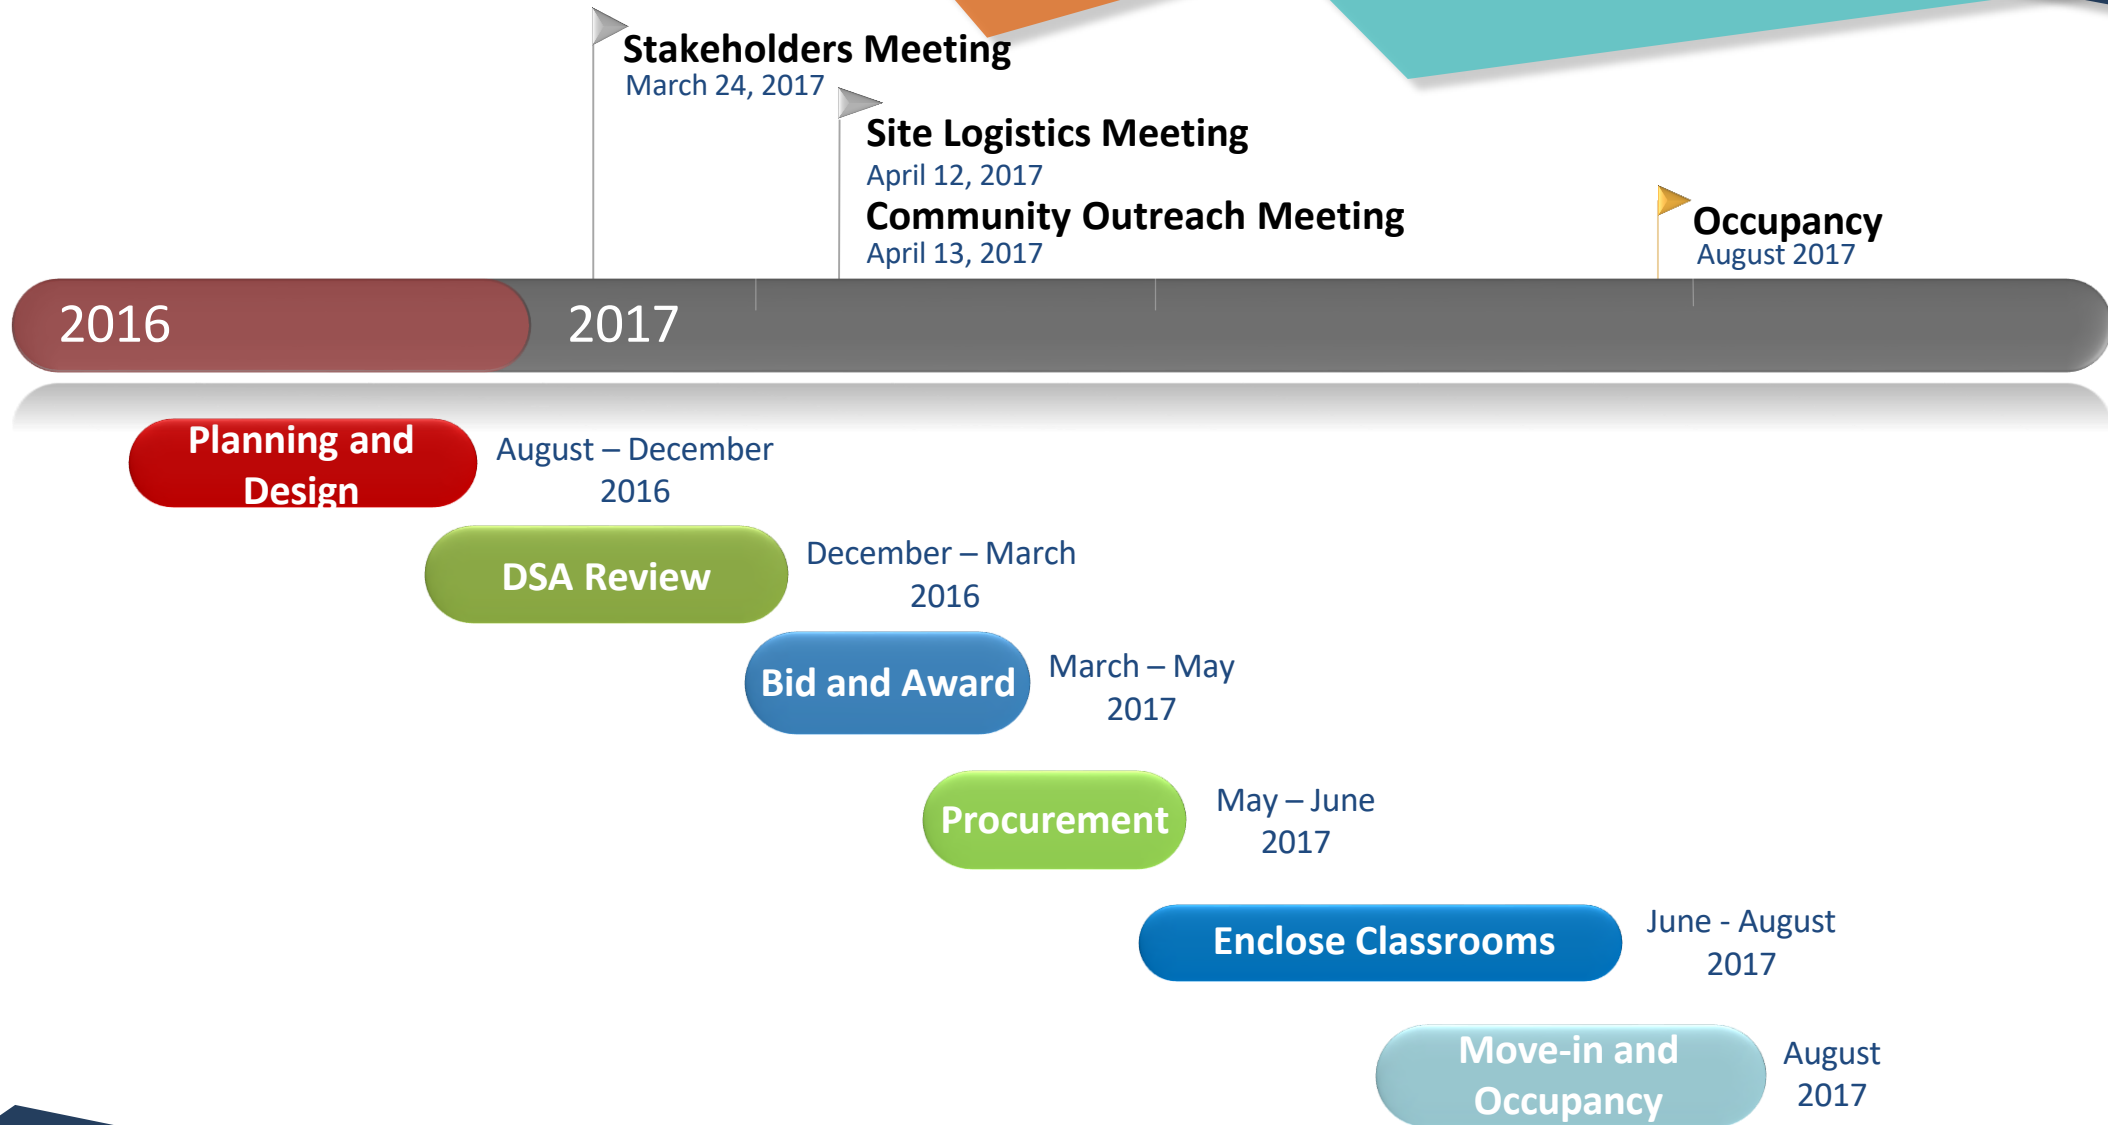 Stakeholders Meeting
March 24, 2017
Site Logistics Meeting
April 12, 2017
Community Outreach Meeting
April 13, 2017
Occupancy
August 2017
2016
2017
Planning and
Design
August – December
2016
DSA Review
December – March
2016
Bid and Award
March – May
2017
Procurement
May – June
2017
Enclose Classrooms
June - August
2017
Move-in and
Occupancy
August
2017